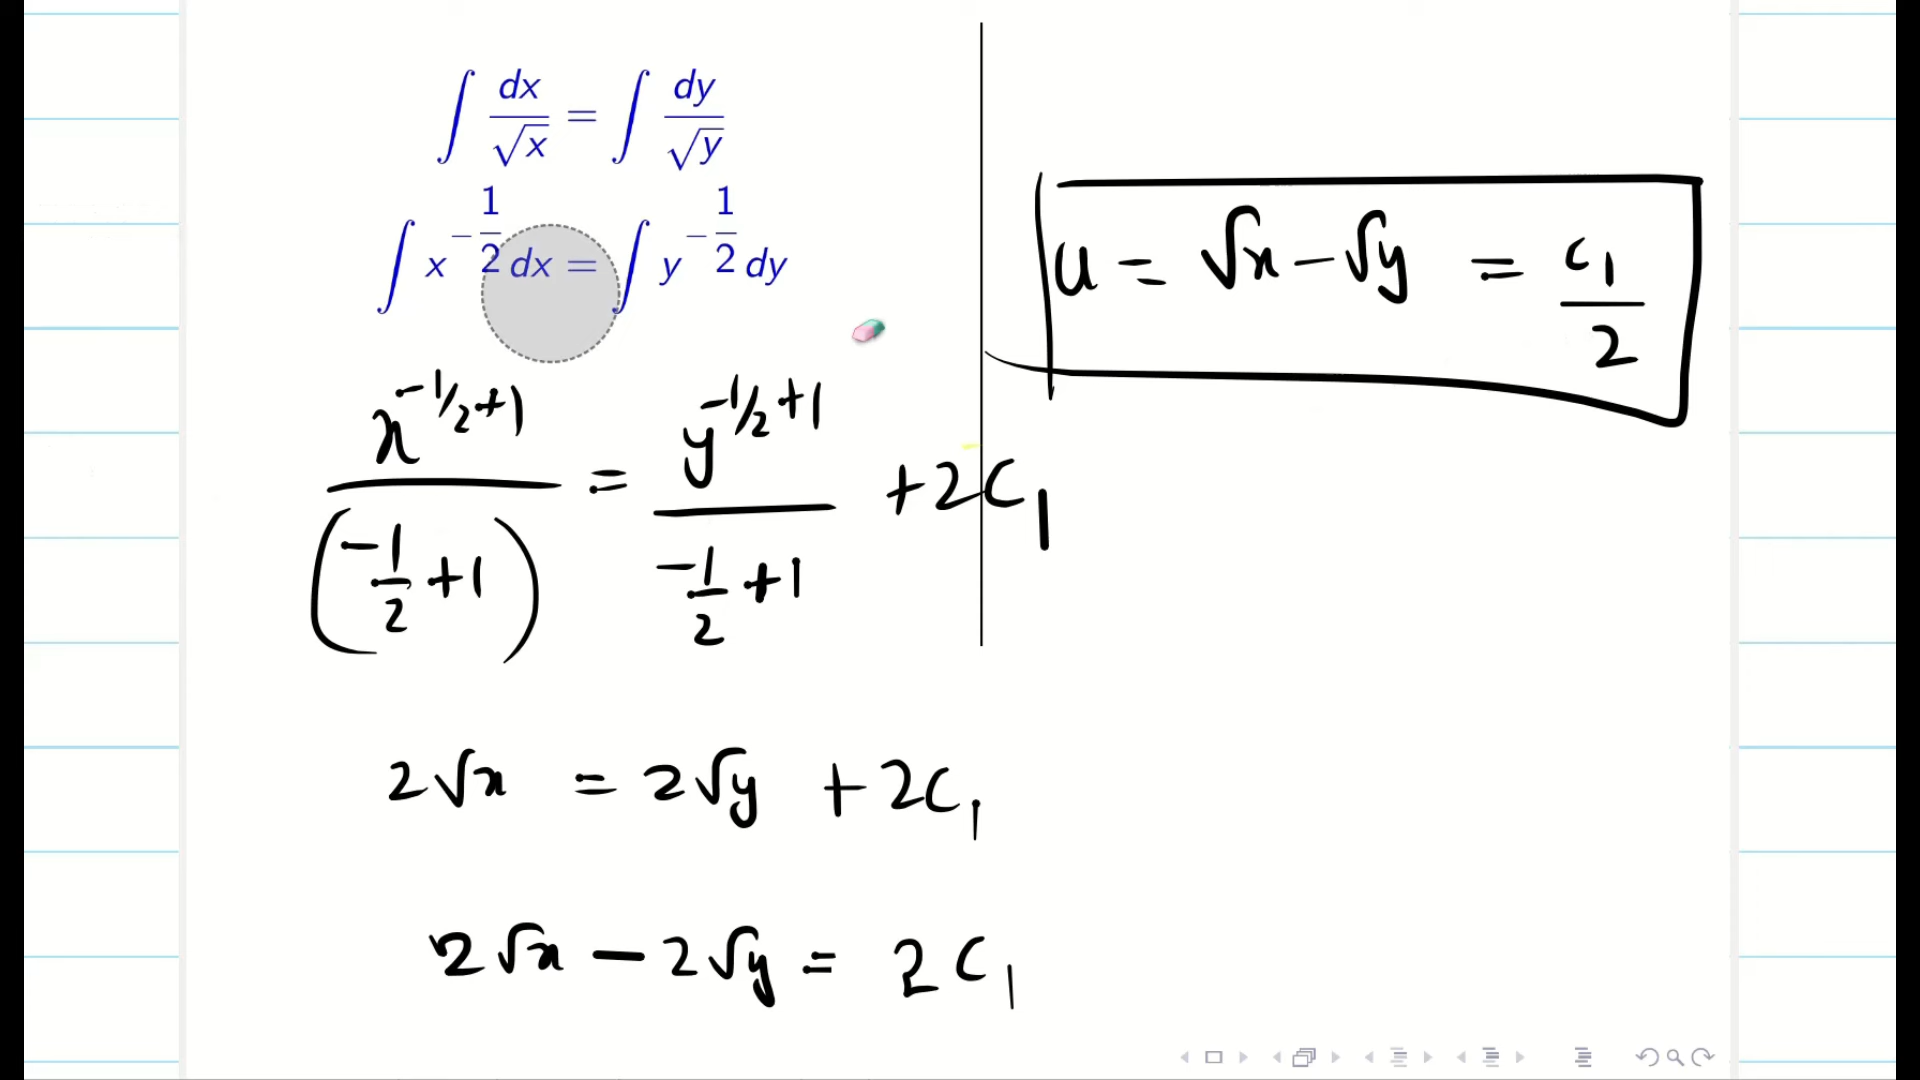 ∫ dx/√x = ∫ dy/√y
∫ x^(-1/2) dx = ∫ y^(-1/2) dy
x^(-1/2+1)/(-1/2+1) = y^(-1/2+1)/(-1/2+1) + 2C₁
2√x = 2√y + 2C₁
2√x − 2√y = 2C₁
u = √x − √y = C₁/2